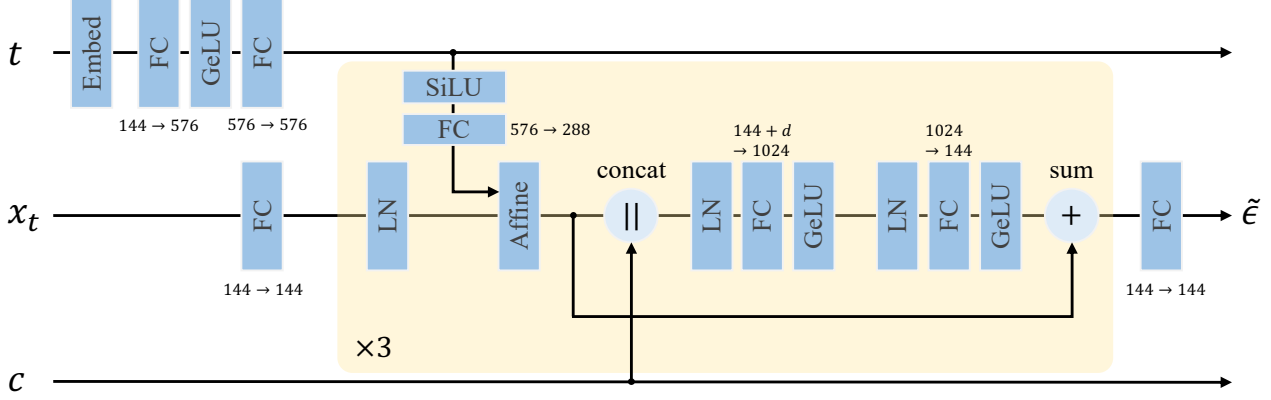 t
Embed
FC
GeLU
FC
144 → 576
576 → 576
SiLU
FC
576 → 288
x_t
FC
144 → 144
LN
Affine
concat
||
LN
144 + d
→ 1024
FC
GeLU
LN
1024
→ 144
FC
GeLU
sum
+
FC
144 → 144
ϵ̃
×3
c